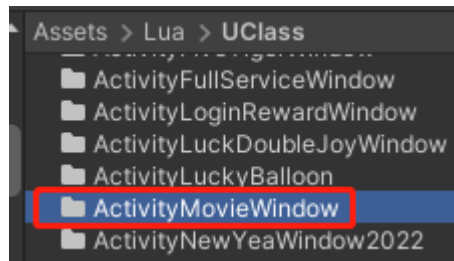 Assets > Lua > UClass
ActivityFullServiceWindow
ActivityLoginRewardWindow
ActivityLuckDoubleJoyWindow
ActivityLuckyBalloon
ActivityMovieWindow
ActivityNewYeaWindow2022